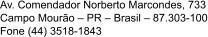 Av. Comendador Norberto Marcondes, 733
Campo Mourão – PR – Brasil – 87.303-100
Fone (44) 3518-1843